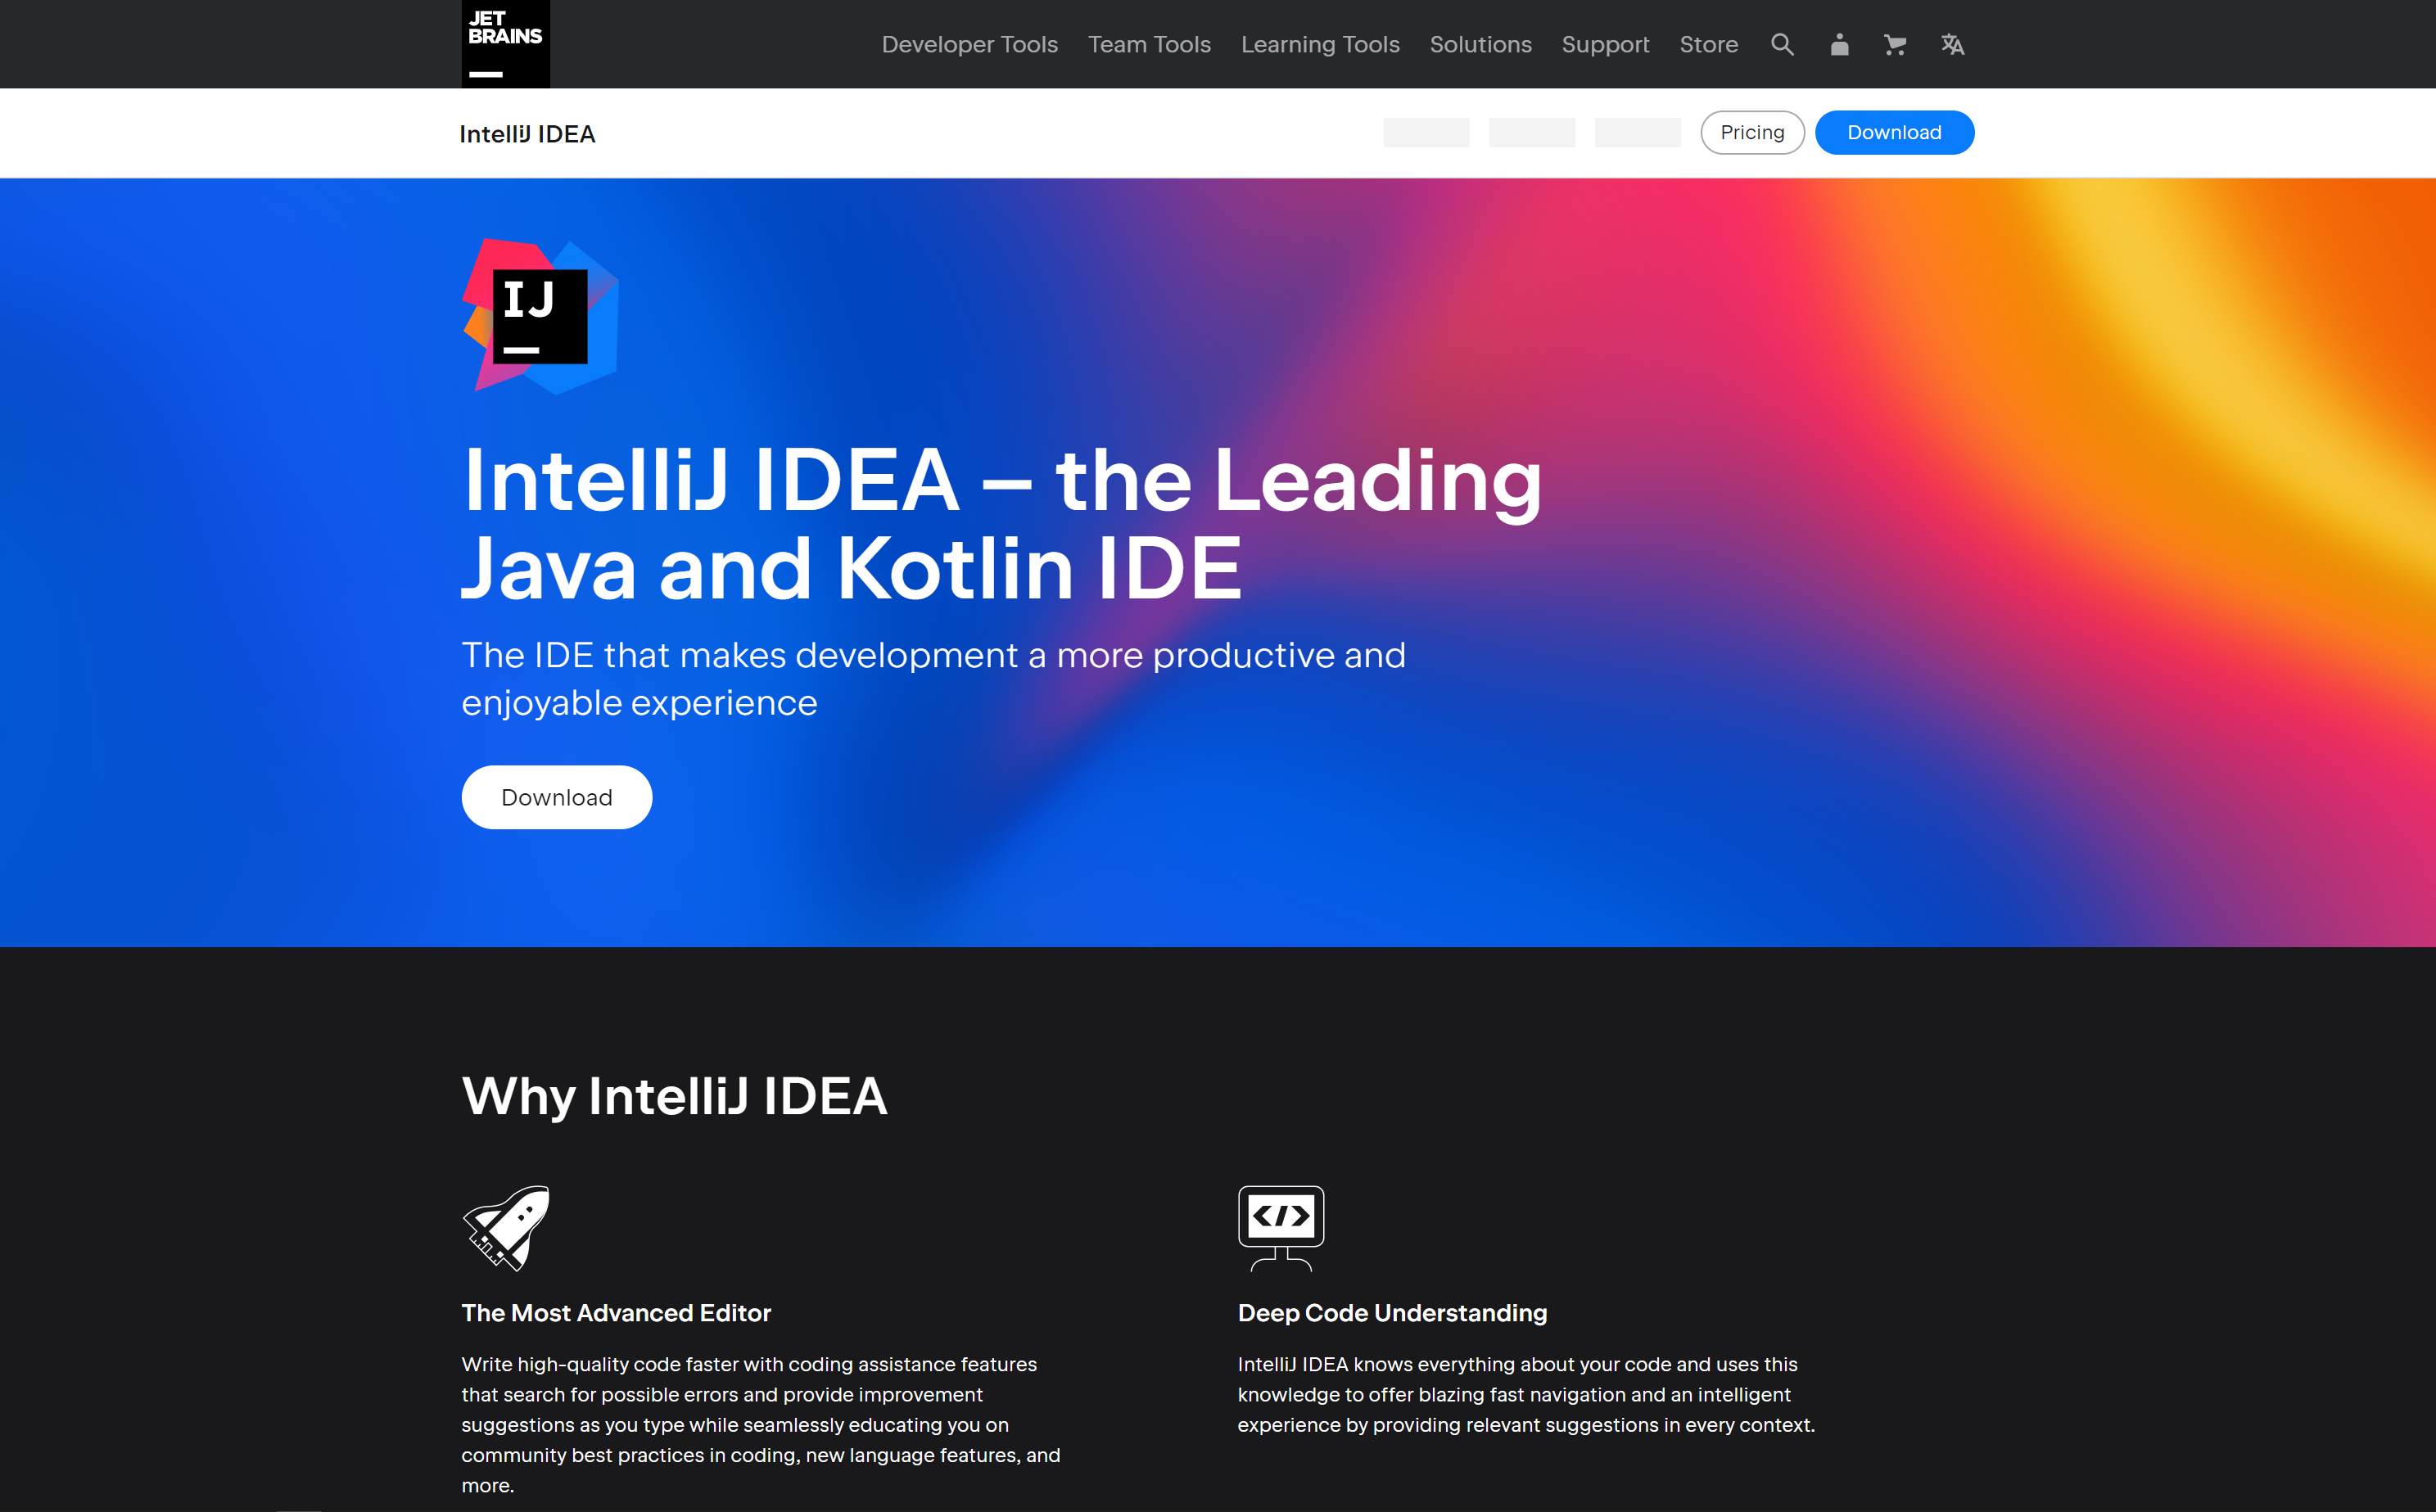 JET
BRAINS
Developer Tools Team Tools Learning Tools Solutions Support Store
IntelliJ IDEA
Pricing Download
IJ
IntelliJ IDEA – the Leading
Java and Kotlin IDE
The IDE that makes development a more productive and
enjoyable experience
Download
Why IntelliJ IDEA
The Most Advanced Editor
Write high-quality code faster with coding assistance features
that search for possible errors and provide improvement
suggestions as you type while seamlessly educating you on
community best practices in coding, new language features, and
more.
</>
Deep Code Understanding
IntelliJ IDEA knows everything about your code and uses this
knowledge to offer blazing fast navigation and an intelligent
experience by providing relevant suggestions in every context.